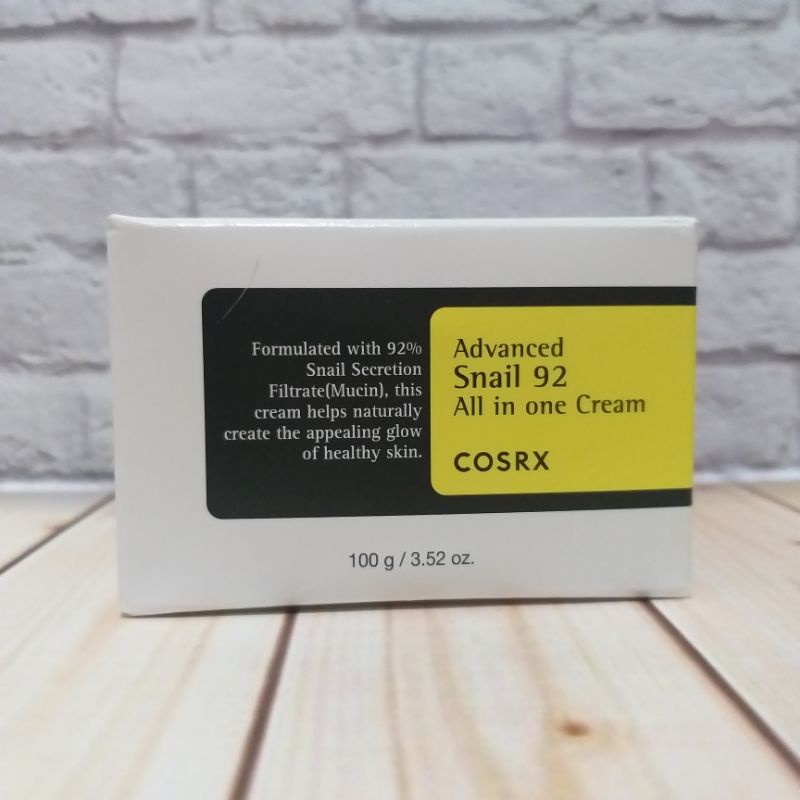 Formulated with 92%
Snail Secretion
Filtrate(Mucin), this
cream helps naturally
create the appealing glow
of healthy skin.
Advanced
Snail 92
All in one Cream
COSRX
100 g / 3.52 oz.